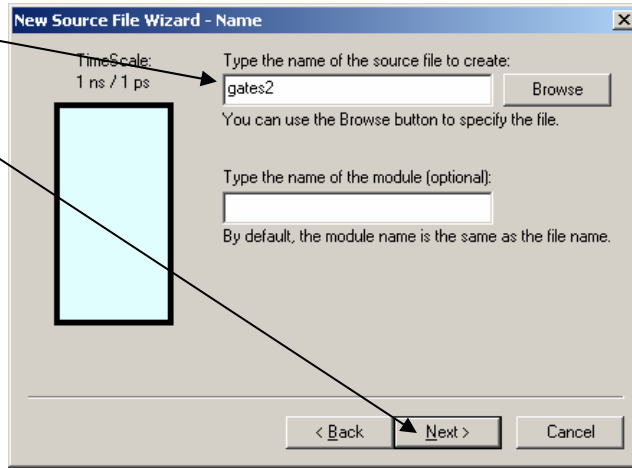 New Source File Wizard - Name
TimeScale:
1 ns / 1 ps
Type the name of the source file to create:
gates2
Browse
You can use the Browse button to specify the file.
Type the name of the module (optional):
By default, the module name is the same as the file name.
< Back
Next >
Cancel